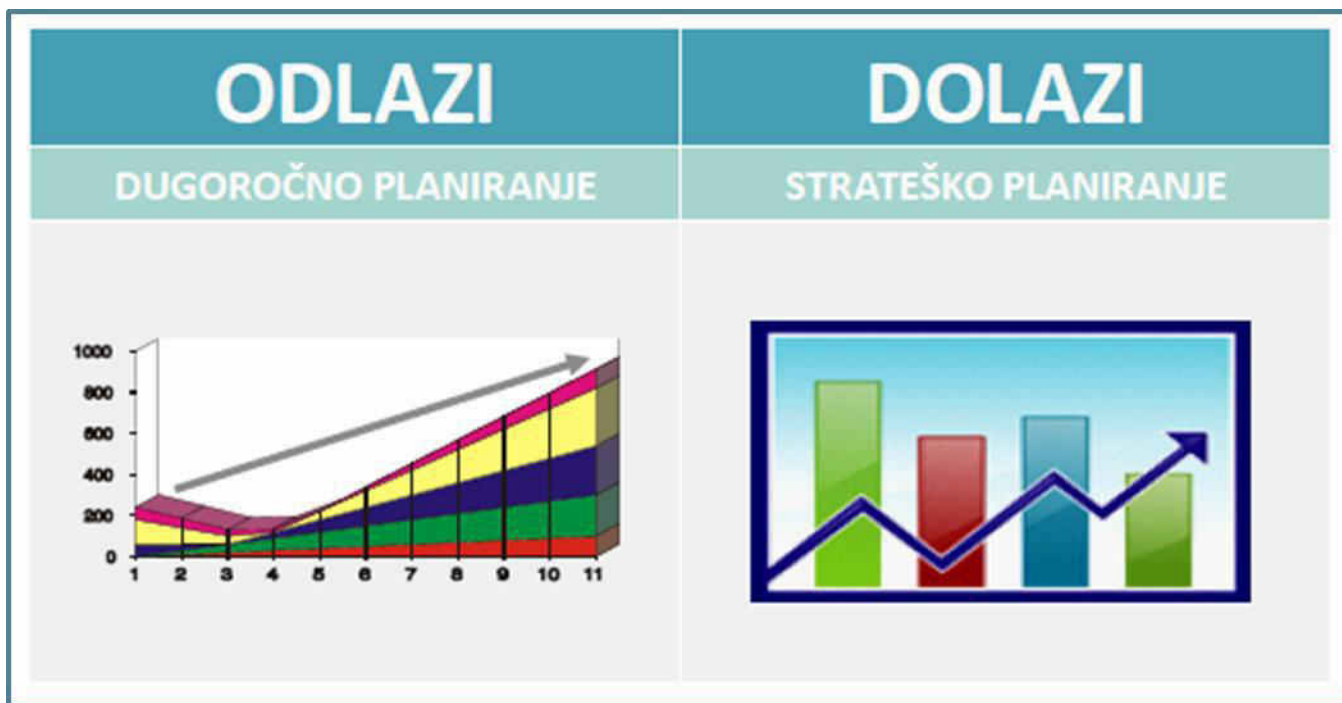 ODLAZI
DOLAZI
DUGOROČNO PLANIRANJE
STRATEŠKO PLANIRANJE
1000
800
600
400
200
0
1 2 3 4 5 6 7 8 9 10 11